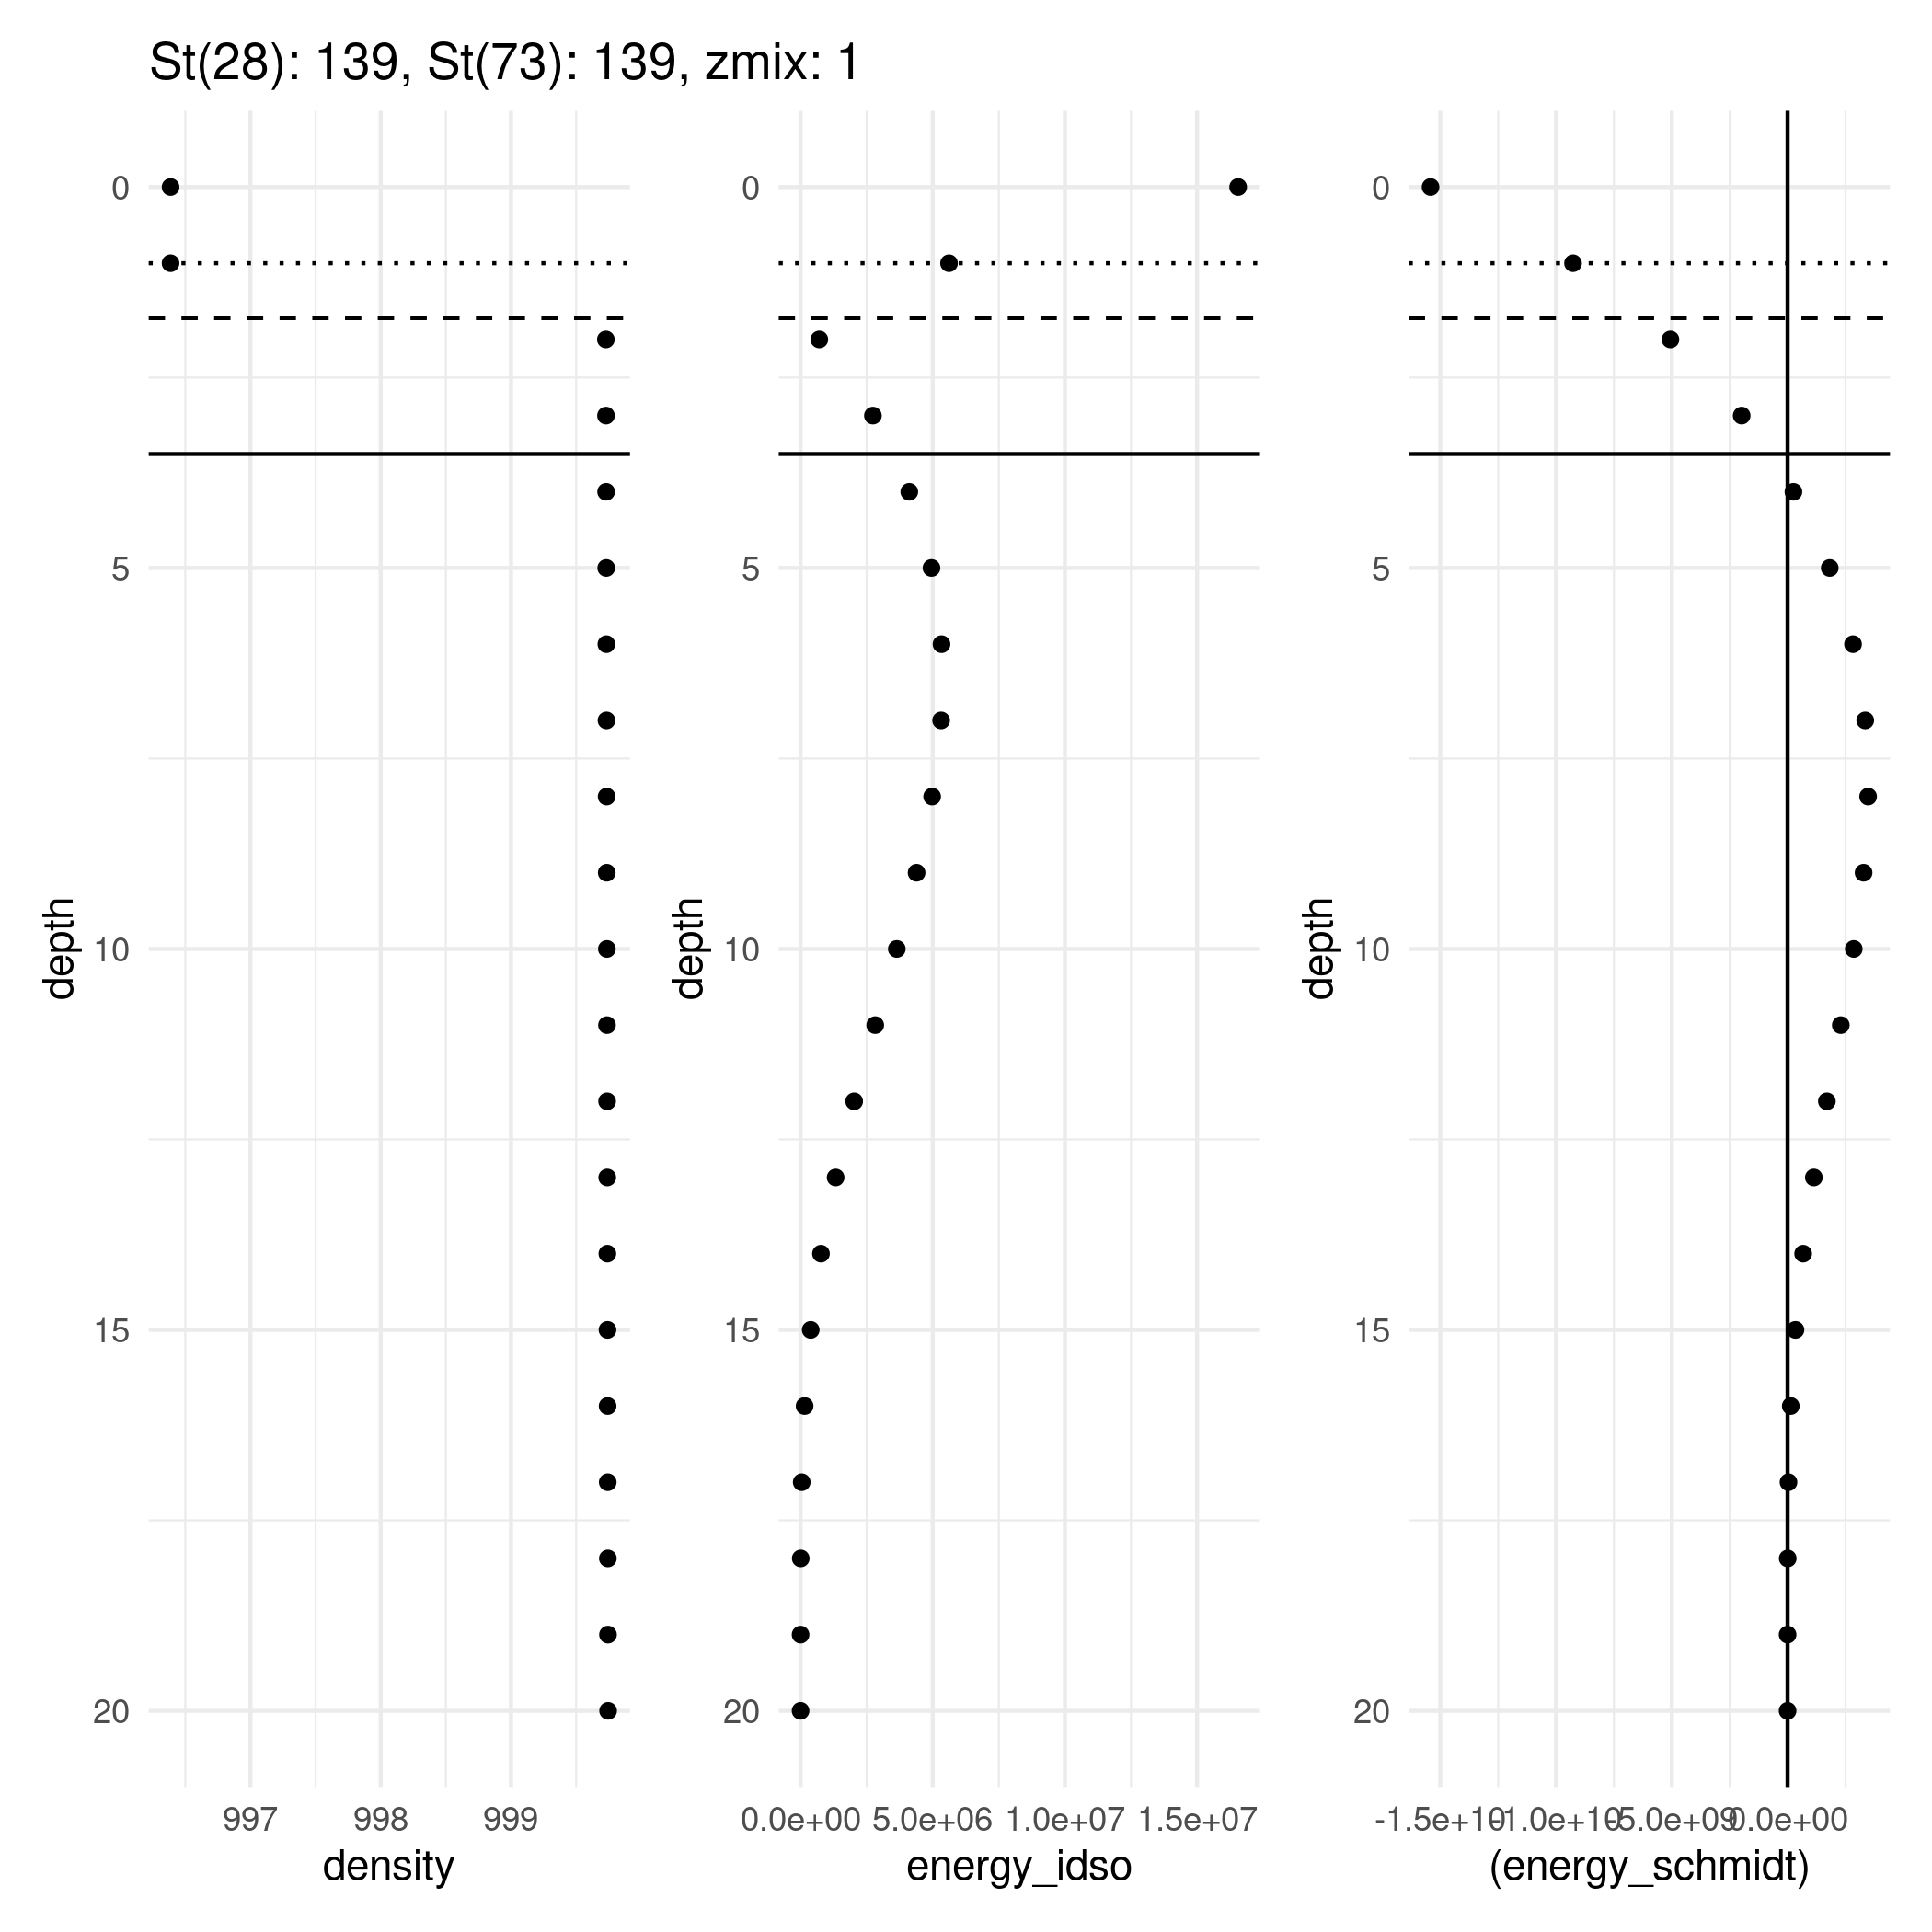 St(28): 139, St(73): 139, zmix: 1
0
5
10
15
20
depth
997
998
999
density
0
5
10
15
20
depth
0.0e+00
5.0e+06
1.0e+07
1.5e+07
energy_idso
0
5
10
15
20
depth
-1.5e+10
-1.0e+10
-5.0e+09
0.0e+00
(energy_schmidt)